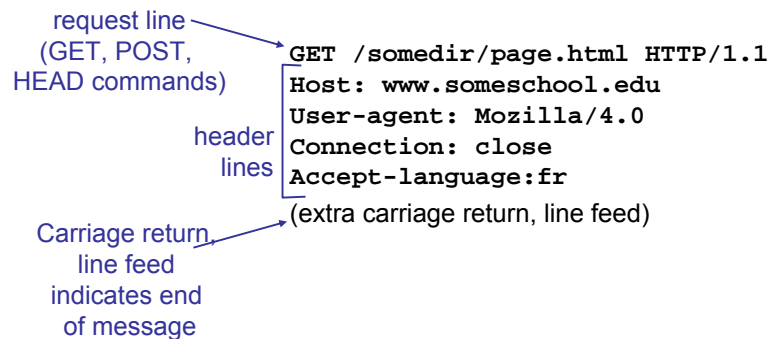 request line
(GET, POST,
HEAD commands)
GET /somedir/page.html HTTP/1.1
Host: www.someschool.edu
User-agent: Mozilla/4.0
Connection: close
Accept-language:fr
header
lines
(extra carriage return, line feed)
Carriage return,
line feed
indicates end
of message